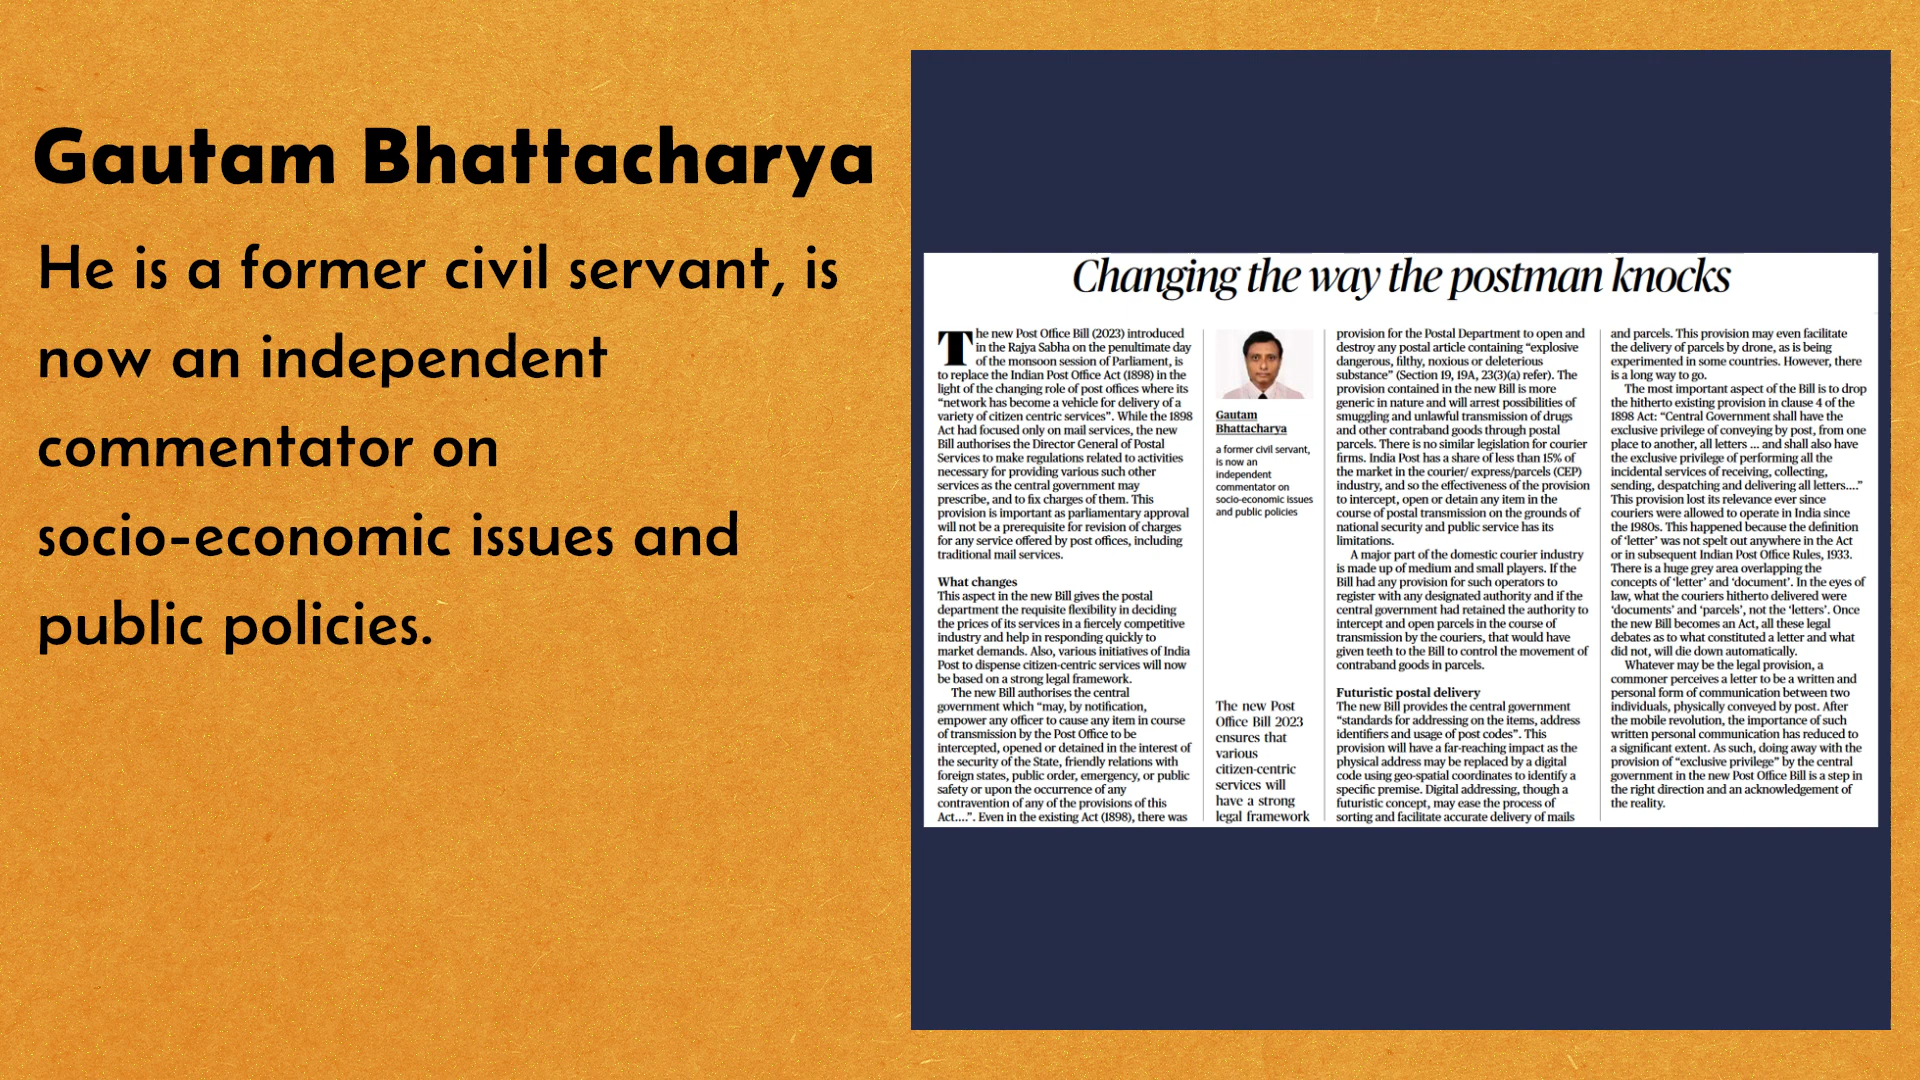 Gautam Bhattacharya
He is a former civil servant, is
now an independent
commentator on
socio-economic issues and
public policies.
Changing the way the postman knocks
The new Post Office Bill (2023) introduced
in the Rajya Sabha on the penultimate day
of the monsoon session of Parliament, is
to replace the Indian Post Office Act (1898) in the
light of the changing role of post offices where its
“network has become a vehicle for delivery of a
variety of citizen centric services”. While the 1898
Act had focused only on mail services, the new
Bill authorises the Director General of Postal
Services to make regulations related to activities
necessary for providing various such other
services as the central government may
prescribe, and to fix charges of them. This
provision is important as parliamentary approval
will not be a prerequisite for revision of charges
for any service offered by post offices, including
traditional mail services.
What changes
This aspect in the new Bill gives the postal
department the requisite flexibility in deciding
the prices of its services in a fiercely competitive
industry and help in responding quickly to
market demands. Also, various initiatives of India
Post to dispense citizen-centric services will now
be based on a strong legal framework.
The new Bill authorises the central
government which “may, by notification,
empower any officer to cause any item in course
of transmission by the Post Office to be
intercepted, opened or detained in the interest of
the security of the State, friendly relations with
foreign states, public order, emergency, or public
safety or upon the occurrence of any
contravention of any of the provisions of this
Act....”. Even in the existing Act (1898), there was
Gautam
Bhattacharya
a former civil servant,
is now an
independent
commentator on
socio-economic issues
and public policies
The new Post
Office Bill 2023
ensures that
various
citizen-centric
services will
have a strong
legal framework
provision for the Postal Department to open and
destroy any postal article containing “explosive
dangerous, filthy, noxious or deleterious
substance” (Section 19, 19A, 23(3)(a) refer). The
provision contained in the new Bill is more
generic in nature and will arrest possibilities of
smuggling and unlawful transmission of drugs
and other contraband goods through postal
parcels. There is no similar legislation for courier
firms. India Post has a share of less than 15% of
the market in the courier/ express/parcels (CEP)
industry, and so the effectiveness of the provision
to intercept, open or detain any item in the
course of postal transmission on the grounds of
national security and public service has its
limitations.
A major part of the domestic courier industry
is made up of medium and small players. If the
Bill had any provision for such operators to
register with any designated authority and if the
central government had retained the authority to
intercept and open parcels in the course of
transmission by the couriers, that would have
given teeth to the Bill to control the movement of
contraband goods in parcels.
Futuristic postal delivery
The new Bill provides the central government
“standards for addressing on the items, address
identifiers and usage of post codes”. This
provision will have a far-reaching impact as the
physical address may be replaced by a digital
code using geo-spatial coordinates to identify a
specific premise. Digital addressing, though a
futuristic concept, may ease the process of
sorting and facilitate accurate delivery of mails
and parcels. This provision may even facilitate
the delivery of parcels by drone, as is being
experimented in some countries. However, there
is a long way to go.
The most important aspect of the Bill is to drop
the hitherto existing provision in clause 4 of the
1898 Act: “Central Government shall have the
exclusive privilege of conveying by post, from one
place to another, all letters ... and shall also have
the exclusive privilege of performing all the
incidental services of receiving, collecting,
sending, despatching and delivering all letters....”
This provision lost its relevance ever since
couriers were allowed to operate in India since
the 1980s. This happened because the definition
of ‘letter’ was not spelt out anywhere in the Act
or in subsequent Indian Post Office Rules, 1933.
There is a huge grey area overlapping the
concepts of ‘letter’ and ‘document’. In the eyes of
law, what the couriers hitherto delivered were
‘documents’ and ‘parcels’, not the ‘letters’. Once
the new Bill becomes an Act, all these legal
debates as to what constituted a letter and what
did not, will die down automatically.
Whatever may be the legal provision, a
commoner perceives a letter to be a written and
personal form of communication between two
individuals, physically conveyed by post. After
the mobile revolution, the importance of such
written personal communication has reduced to
a significant extent. As such, doing away with the
provision of “exclusive privilege” by the central
government in the new Post Office Bill is a step in
the right direction and an acknowledgement of
the reality.